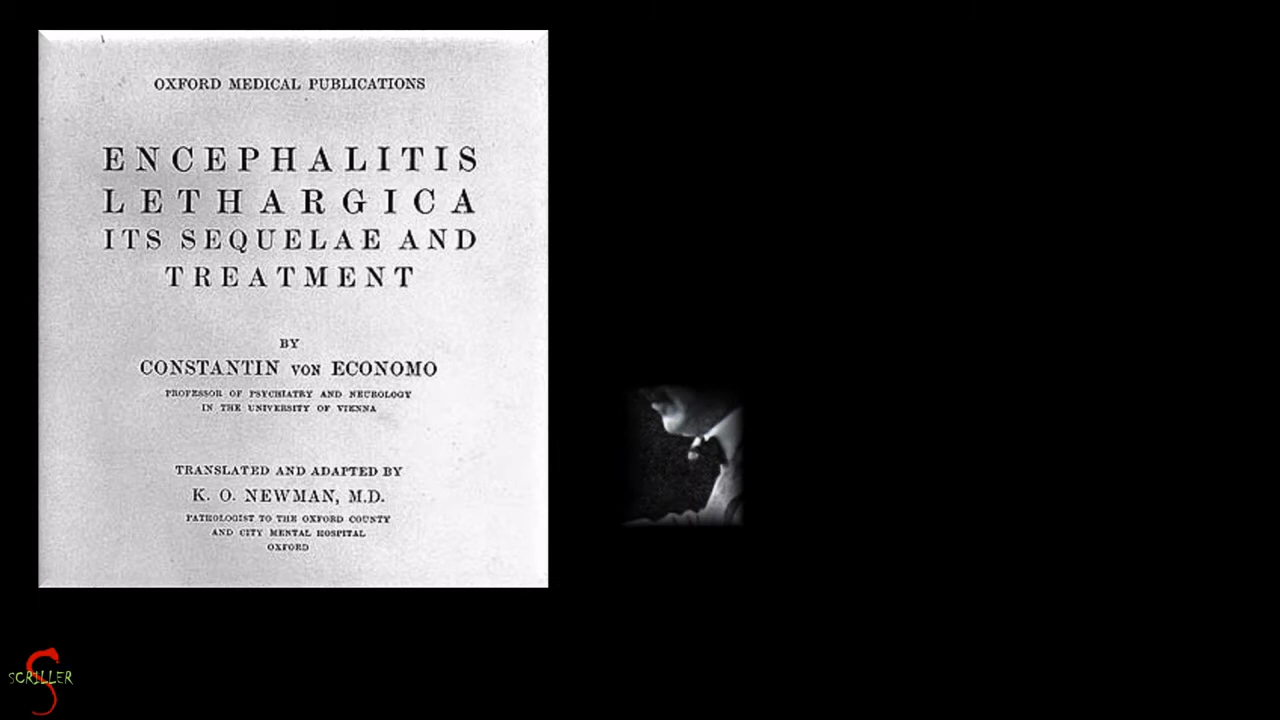 OXFORD MEDICAL PUBLICATIONS
ENCEPHALITIS
LETHARGICA
ITS SEQUELAE AND
TREATMENT
BY
CONSTANTIN VON ECONOMO
PROFESSOR OF PSYCHIATRY AND NEUROLOGY
IN THE UNIVERSITY OF VIENNA
TRANSLATED AND ADAPTED BY
K. O. NEWMAN, M.D.
PATHOLOGIST TO THE OXFORD COUNTY
AND CITY MENTAL HOSPITAL
OXFORD
SCRILLER